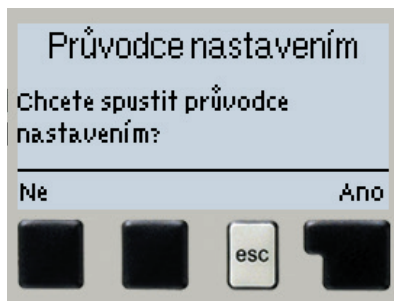 Průvodce nastavením
Chcete spustit průvodce
nastavením?
Ne Ano
esc